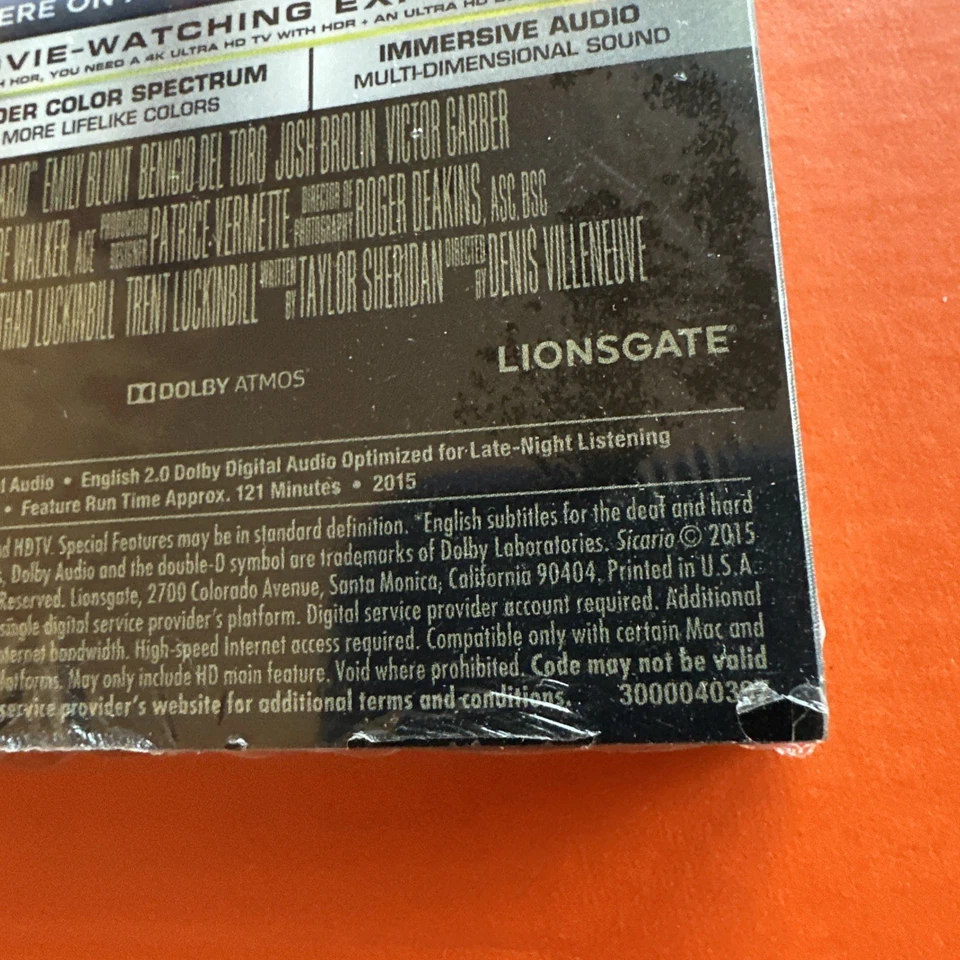 ERE ON
OVIE-WATCHING
HDR, YOU NEED A 4K ULTRA HD TV WITH HDR • AN ULTRA HD
DER COLOR SPECTRUM
MORE LIFELIKE COLORS
IMMERSIVE AUDIO
MULTI-DIMENSIONAL SOUND
ARIO" EMILY BLUNT BENICIO DEL TORO JOSH BROLIN VICTOR GARBER
OE WALKER, ACE PRODUCTION DESIGNER PATRICE VERMETTE DIRECTOR OF PHOTOGRAPHY ROGER DEAKINS, ASC, BSC
THAD LUCKINBILL TRENT LUCKINBILL WRITTEN BY TAYLOR SHERIDAN DIRECTED BY DENIS VILLENEUVE
LIONSGATE
DOLBY ATMOS
l Audio • English 2.0 Dolby Digital Audio Optimized for Late-Night Listening
• Feature Run Time Approx. 121 Minutes • 2015
d HDTV. Special Features may be in standard definition. *English subtitles for the deaf and hard
, Dolby Audio and the double-D symbol are trademarks of Dolby Laboratories. Sicario © 2015
Reserved. Lionsgate, 2700 Colorado Avenue, Santa Monica, California 90404. Printed in U.S.A.
single digital service provider's platform. Digital service provider account required. Additional
nternet bandwidth. High-speed Internet access required. Compatible only with certain Mac and
latforms. May only include HD main feature. Void where prohibited. Code may not be valid
service provider's website for additional terms and conditions. 3000040